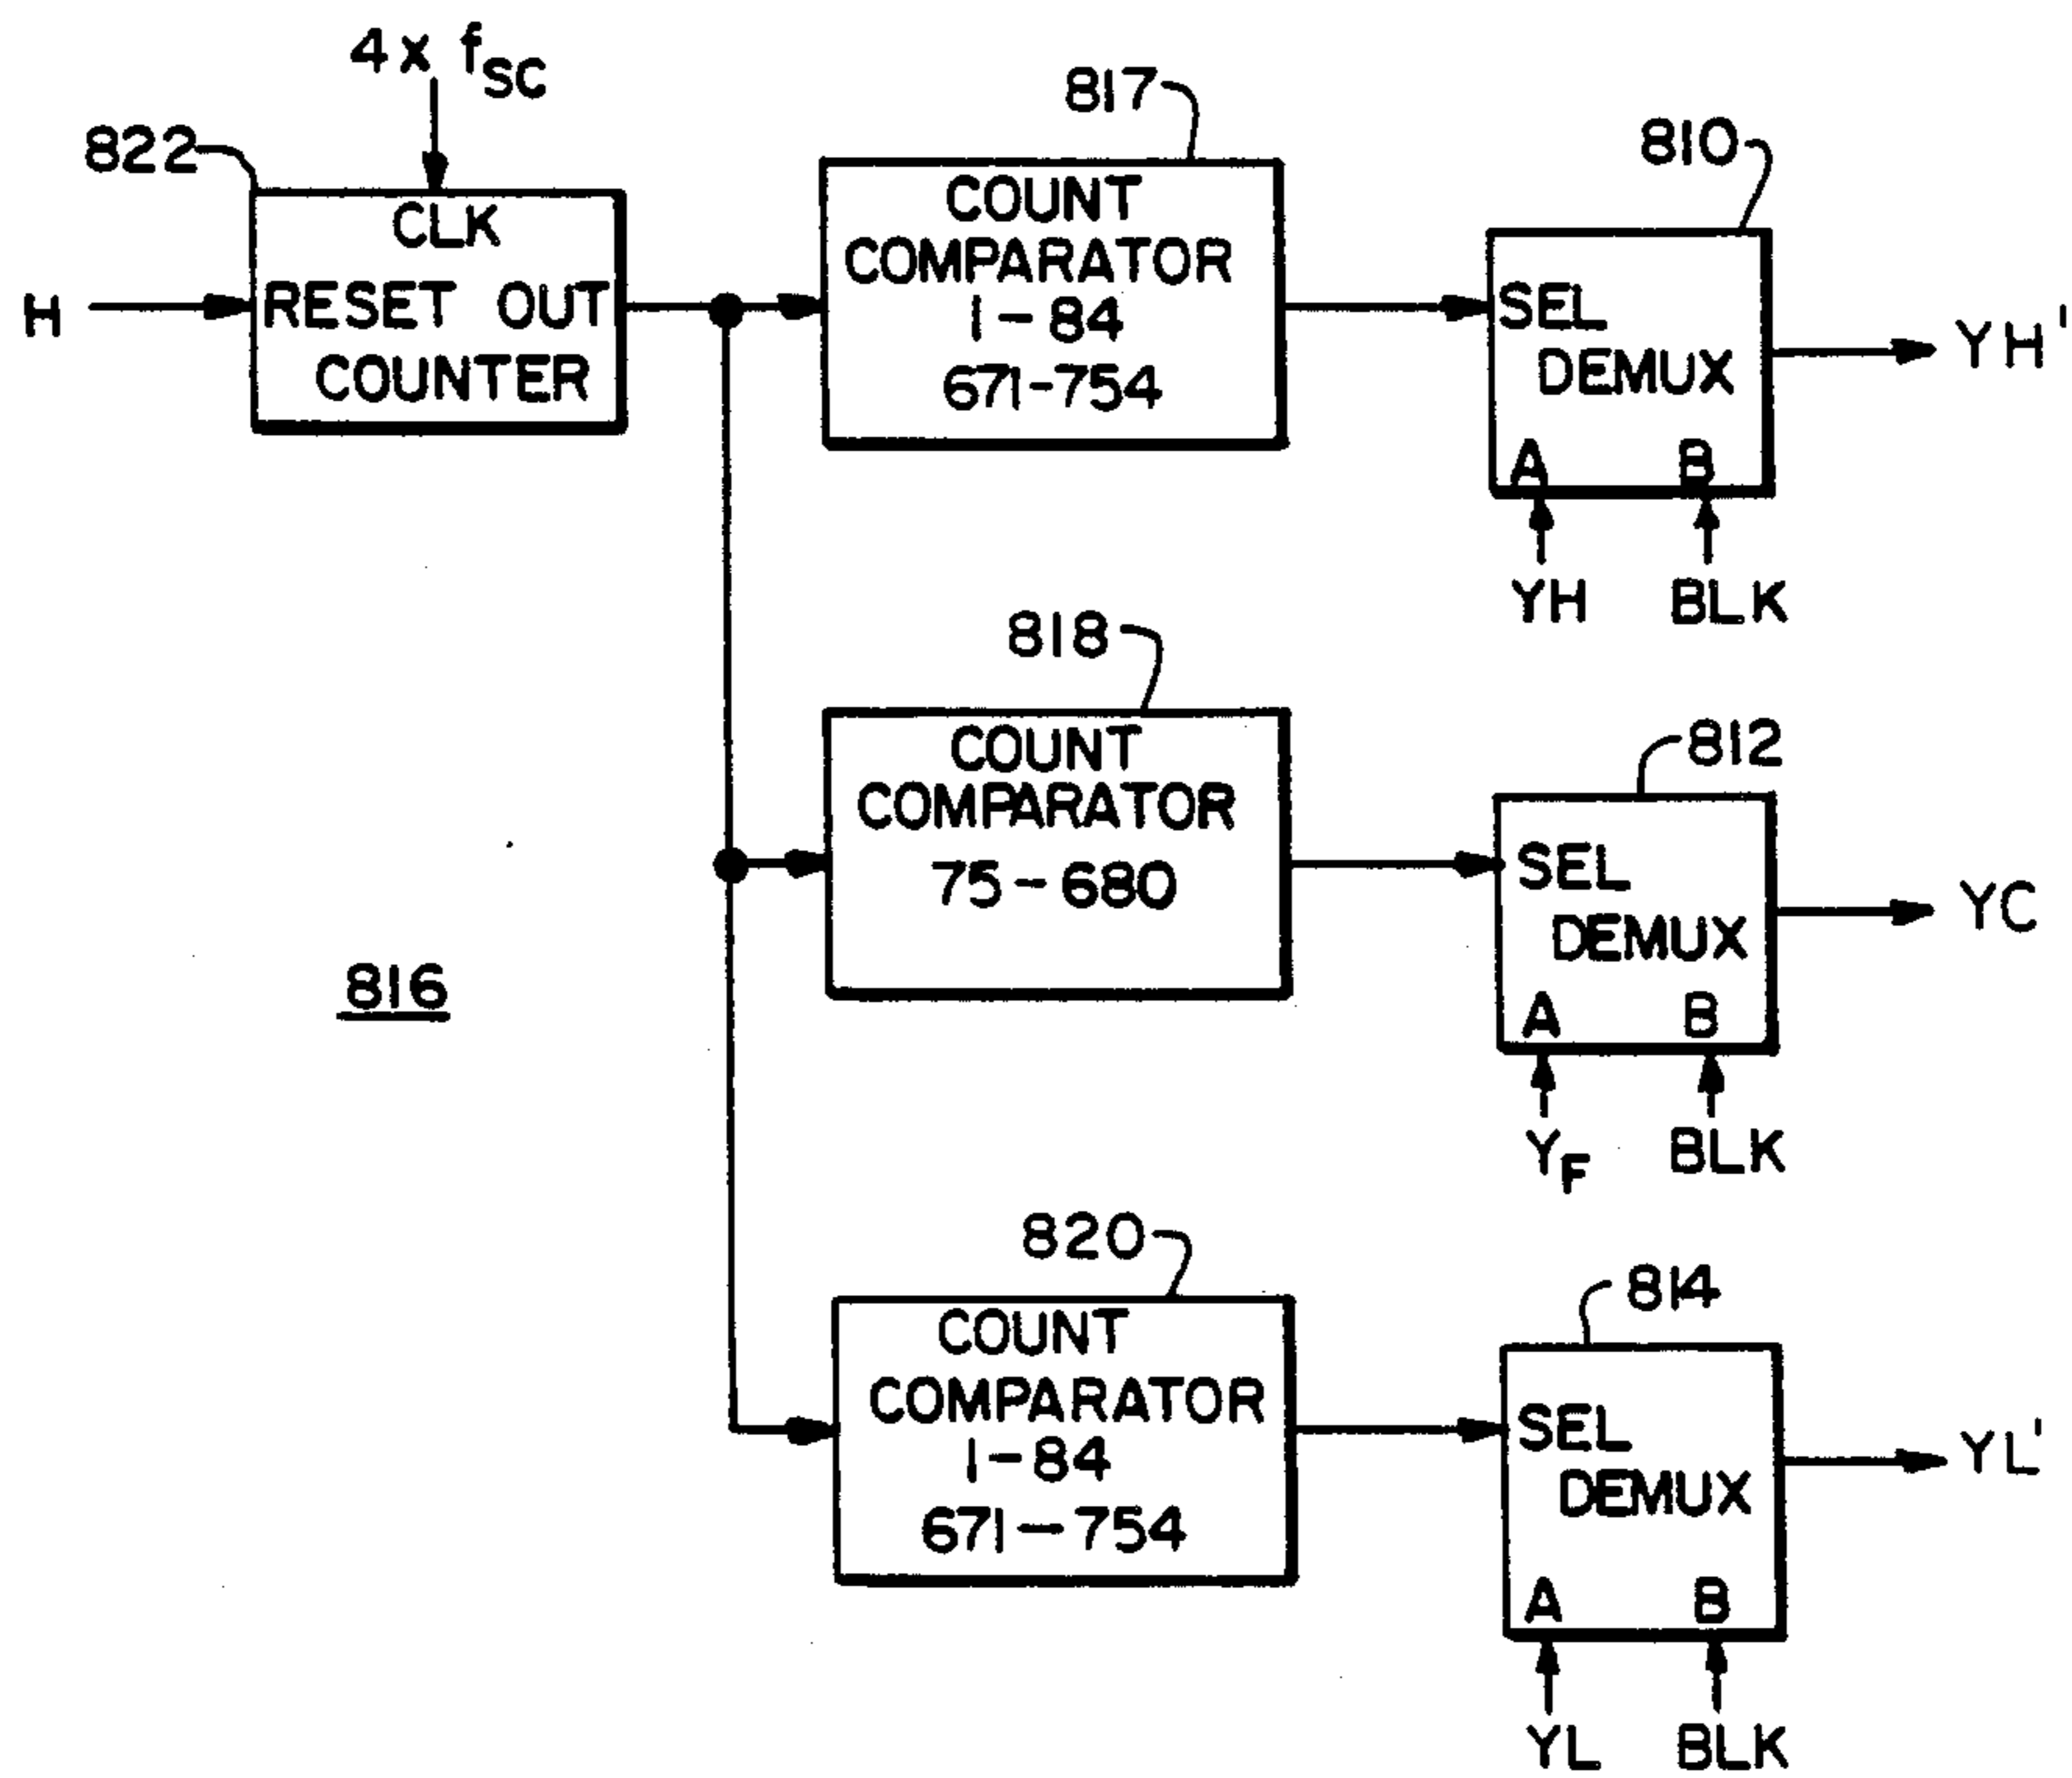 4x fSC
822
CLK
H
RESET OUT
COUNTER
817
COUNT
COMPARATOR
1-84
671-754
810
SEL
DEMUX
A B
YH BLK
YH'
818
COUNT
COMPARATOR
75-680
812
SEL
DEMUX
A B
YF BLK
YC
816
820
COUNT
COMPARATOR
1-84
671-754
814
SEL
DEMUX
A B
YL BLK
YL'